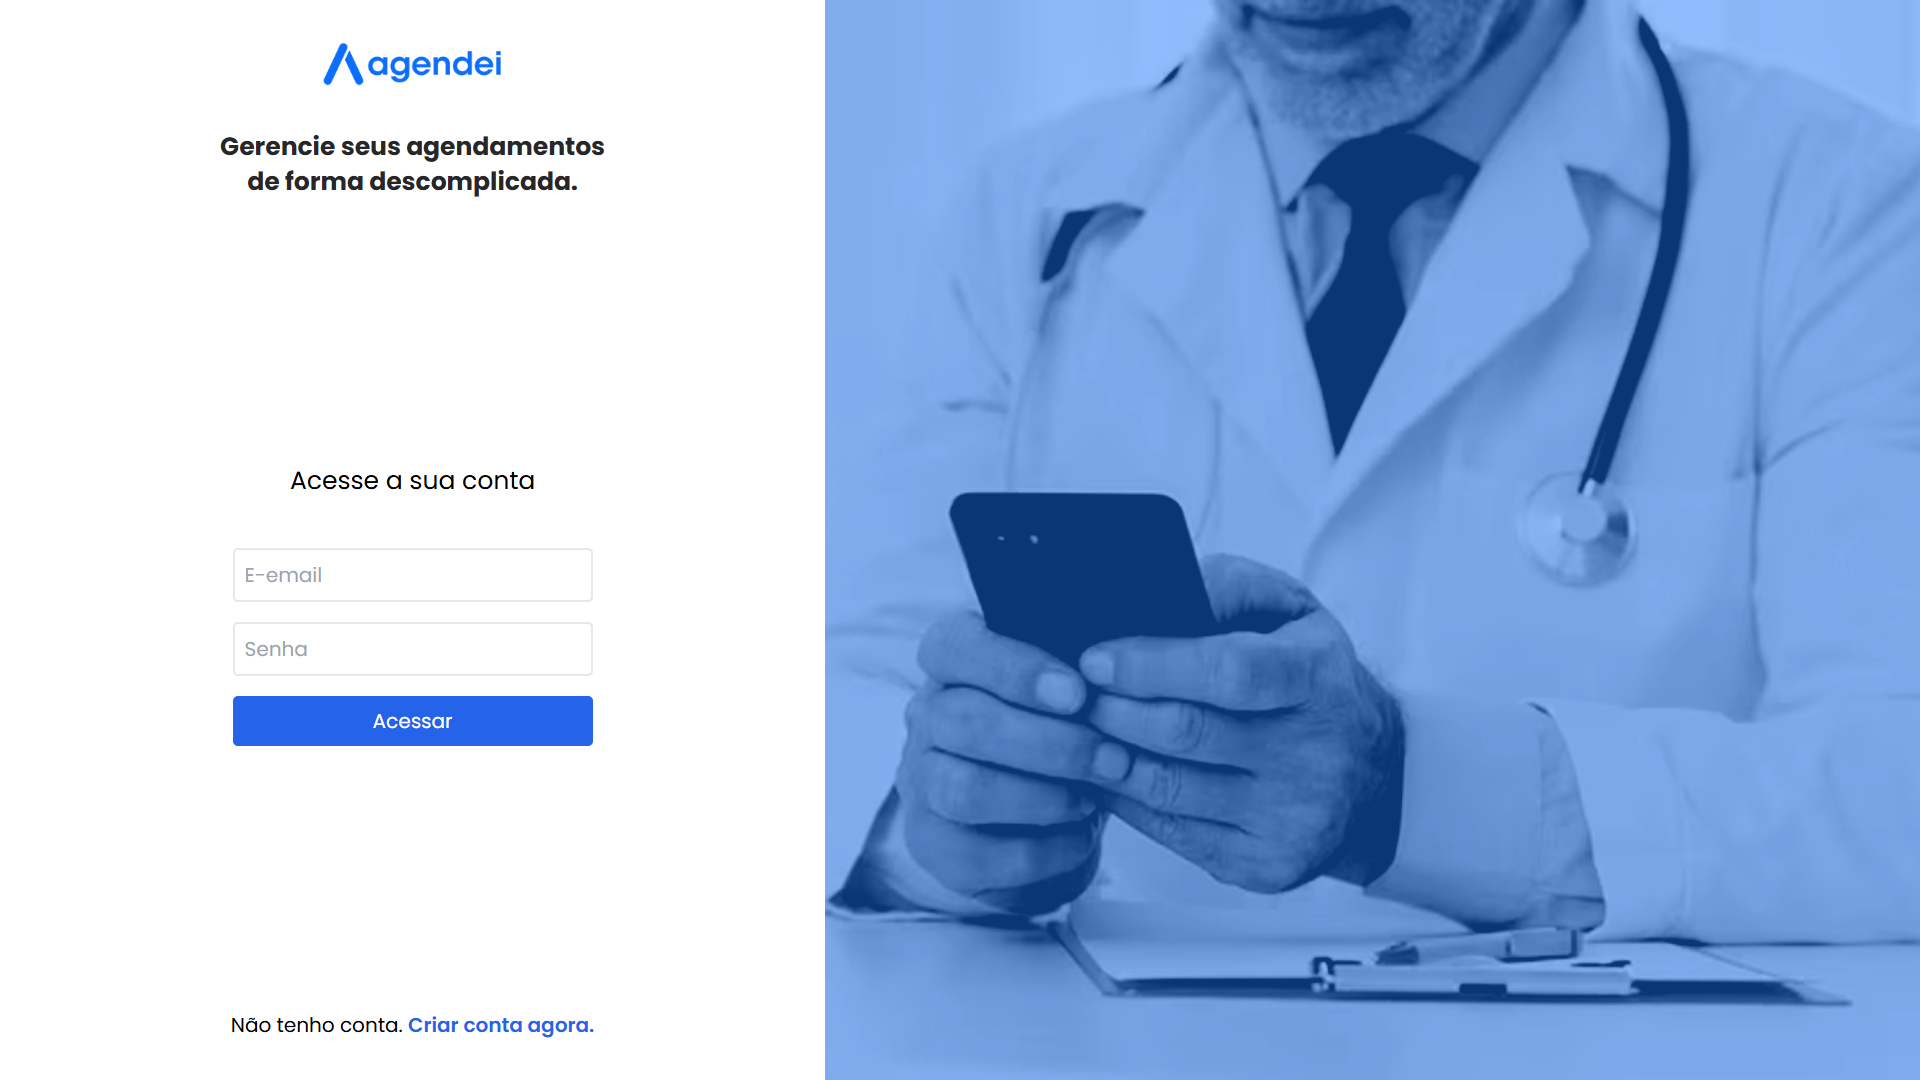 agendei
Gerencie seus agendamentos
de forma descomplicada.
Acesse a sua conta
E-email
Senha
Acessar
Não tenho conta. Criar conta agora.